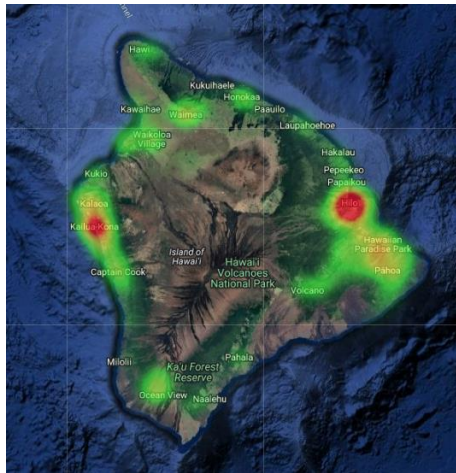 Hawi
Kukuihaele
Honokaa
Kawaihae
Waimea
Paauilo
Laupahoehoe
Waikoloa
Village
Hakalau
Kukio
Pepeekeo
Papaikou
Kalaoa
Hilo
Kailua-Kona
Hawaiian
Paradise Park
Island of
Hawai'i
Hawai'i
Volcanoes
National Park
Captain Cook
Pāhoa
Volcano
Milolii
Pahala
Ka'u Forest
Reserve
Ocean View
Naalehu